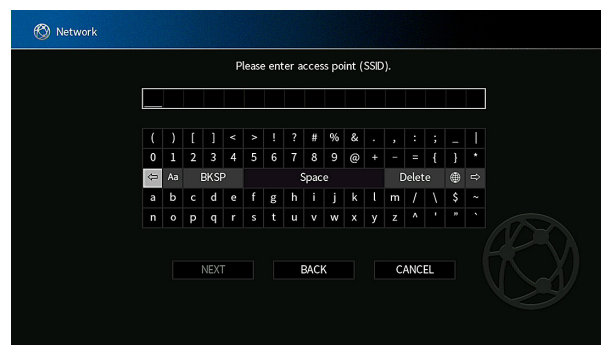 Network
Please enter access point (SSID).
( ) [ ] < > ! ? # % & . , : ; _ |
0 1 2 3 4 5 6 7 8 9 @ + - = { } *
⇦ Aa BKSP Space Delete 🌐 ⇨
a b c d e f g h i j k l m / \ $ ~
n o p q r s t u v w x y z ^ ' " `
NEXT BACK CANCEL